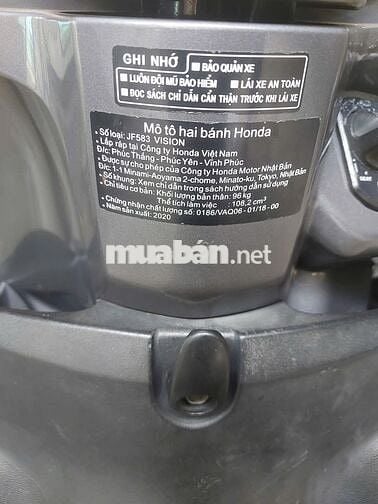 GHI NHỚ
BẢO QUẢN XE
LUÔN ĐỘI MŨ BẢO HIỂM
LÁI XE AN TOÀN
ĐỌC SÁCH CHỈ DẪN CẨN THẬN TRƯỚC KHI LÁI XE
Mô tô hai bánh Honda
• Số loại: JF583 VISION
• Lắp ráp tại Công ty Honda Việt Nam
Đ/c: Phúc Thắng - Phúc Yên - Vĩnh Phúc
• Được sự cho phép của Công ty Honda Motor Nhật Bản
Đ/c: 1-1 Minami-Aoyama 2-chome, Minato-ku, Tokyo, Nhật Bản
• Số khung: Xem chỉ dẫn trong sách hướng dẫn sử dụng
• Chỉ tiêu cơ bản: Khối lượng bản thân: 96 kg
Thể tích làm việc : 108,2 cm³
• Chứng nhận chất lượng số: 0186/VAQ06 - 01/18 - 00
• Năm sản xuất: 2020
muaban.net